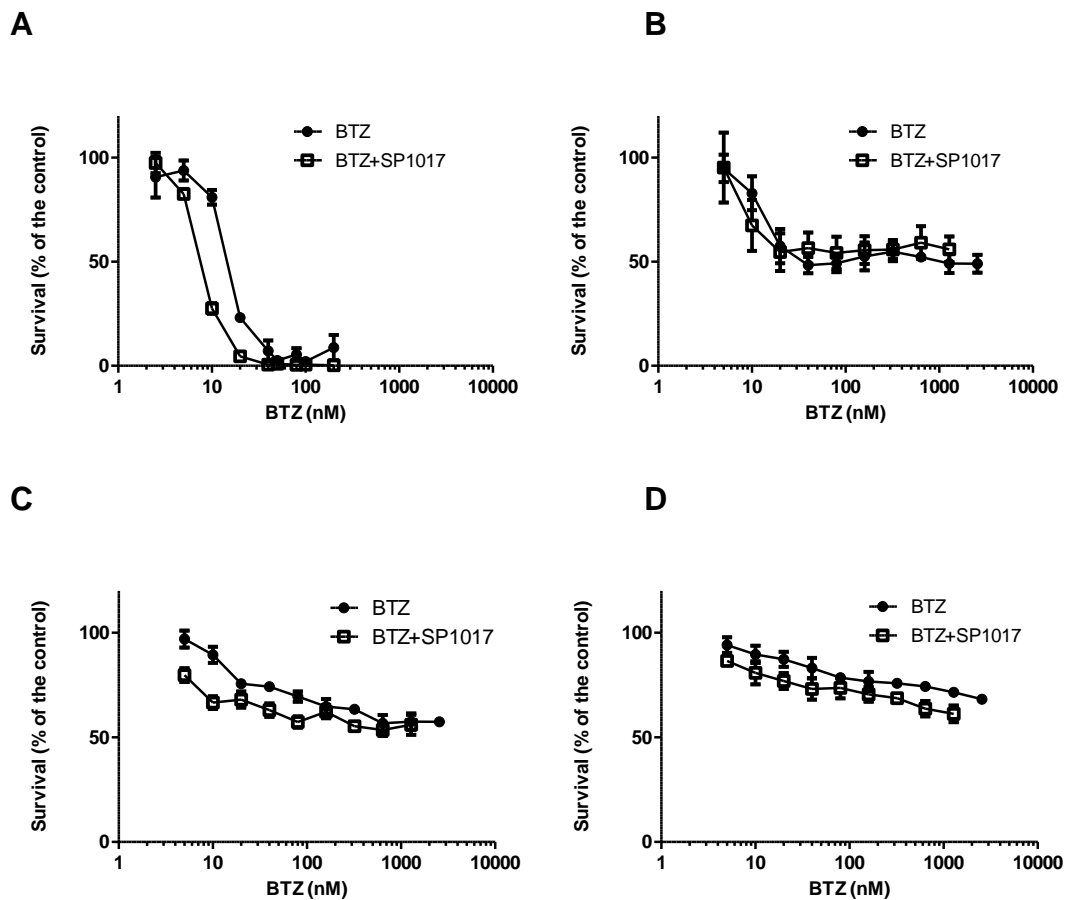 A
Survival (% of the control)
100
50
0
BTZ
BTZ+SP1017
1 10 100 1000 10000
BTZ (nM)
B
Survival (% of the control)
100
50
0
BTZ
BTZ+SP1017
1 10 100 1000 10000
BTZ (nM)
C
Survival (% of the control)
100
50
0
BTZ
BTZ+SP1017
1 10 100 1000 10000
BTZ (nM)
D
Survival (% of the control)
100
50
0
BTZ
BTZ+SP1017
1 10 100 1000 10000
BTZ (nM)